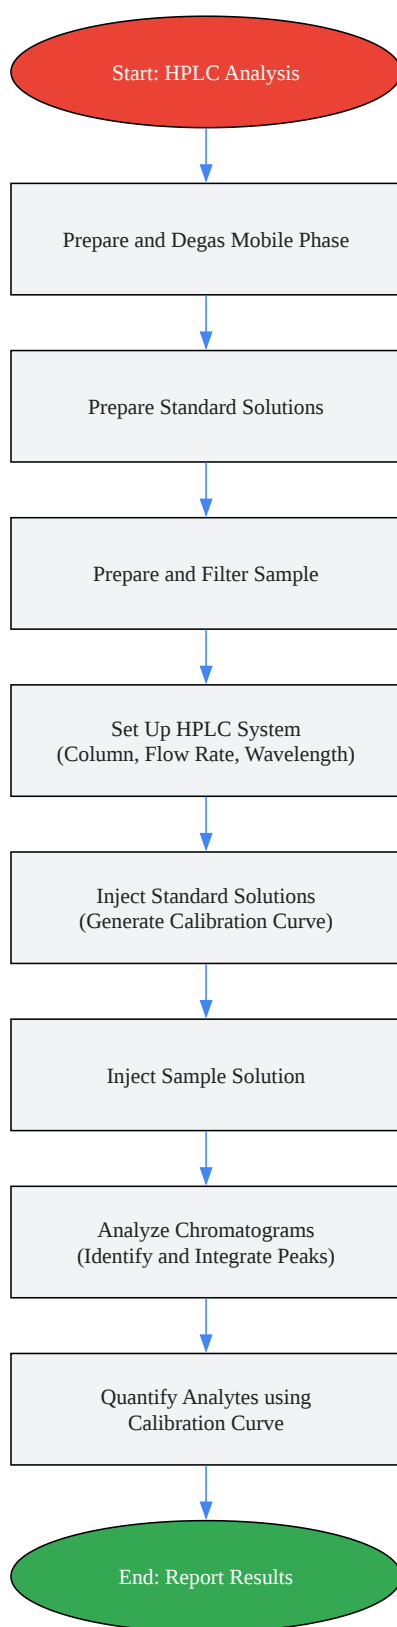 Start: HPLC Analysis
Prepare and Degas Mobile Phase
Prepare Standard Solutions
Prepare and Filter Sample
Set Up HPLC System
(Column, Flow Rate, Wavelength)
Inject Standard Solutions
(Generate Calibration Curve)
Inject Sample Solution
Analyze Chromatograms
(Identify and Integrate Peaks)
Quantify Analytes using
Calibration Curve
End: Report Results